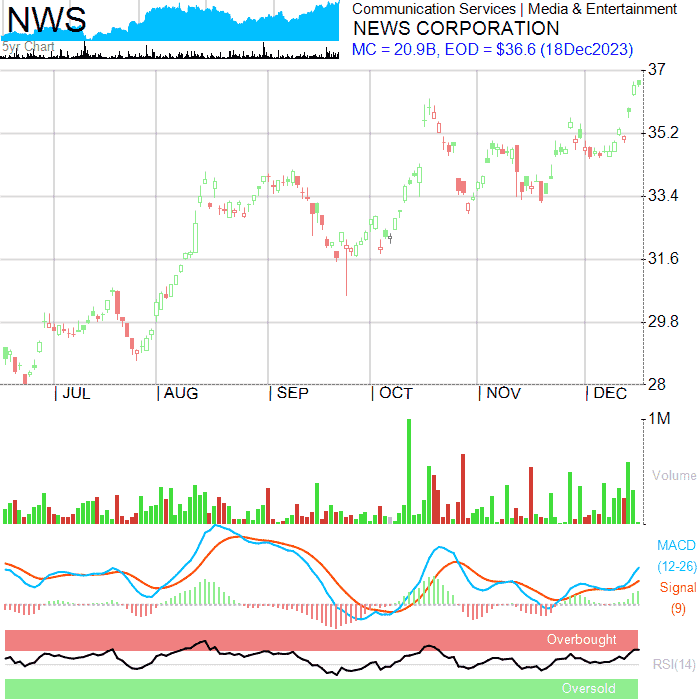 NWS
5yr Chart
Communication Services | Media & Entertainment
NEWS CORPORATION
MC = 20.9B, EOD = $36.6 (18Dec2023)
37
35.2
33.4
31.6
29.8
28
| JUL | AUG | SEP | OCT | NOV | DEC
1M
Volume
MACD
(12-26)
Signal
(9)
Overbought
RSI(14)
Oversold